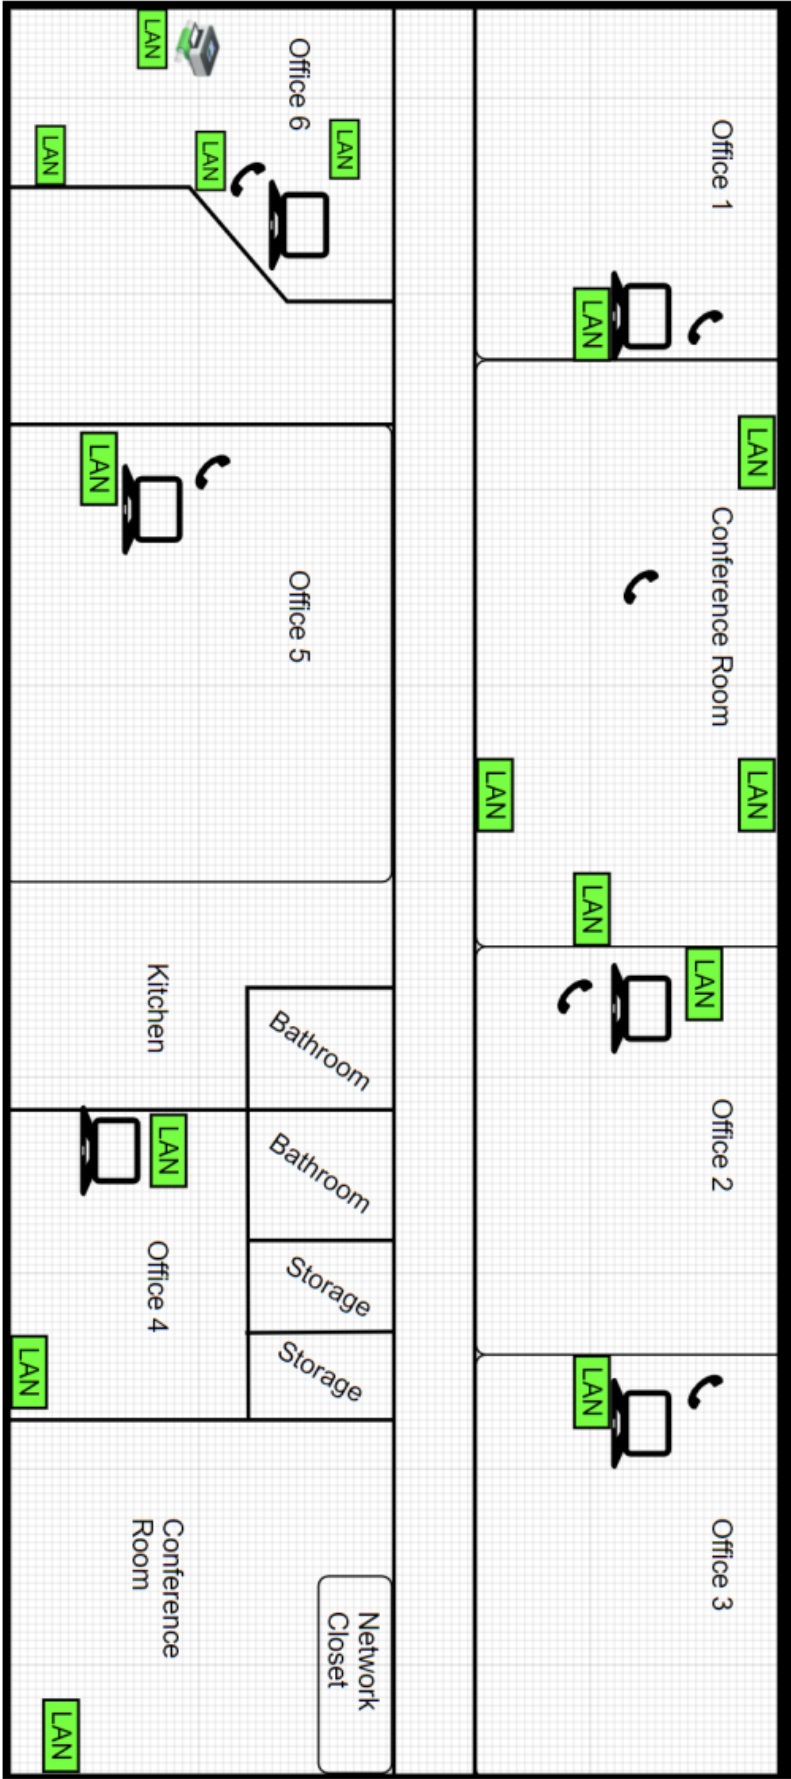 Office 1
LAN
LAN
Conference Room
LAN
LAN
LAN
LAN
Office 2
Office 3
LAN
LAN
Office 6
LAN
LAN
LAN
Office 5
LAN
Bathroom
Kitchen
Bathroom
Storage
Storage
LAN
Office 4
LAN
Network
Closet
Conference
Room
LAN